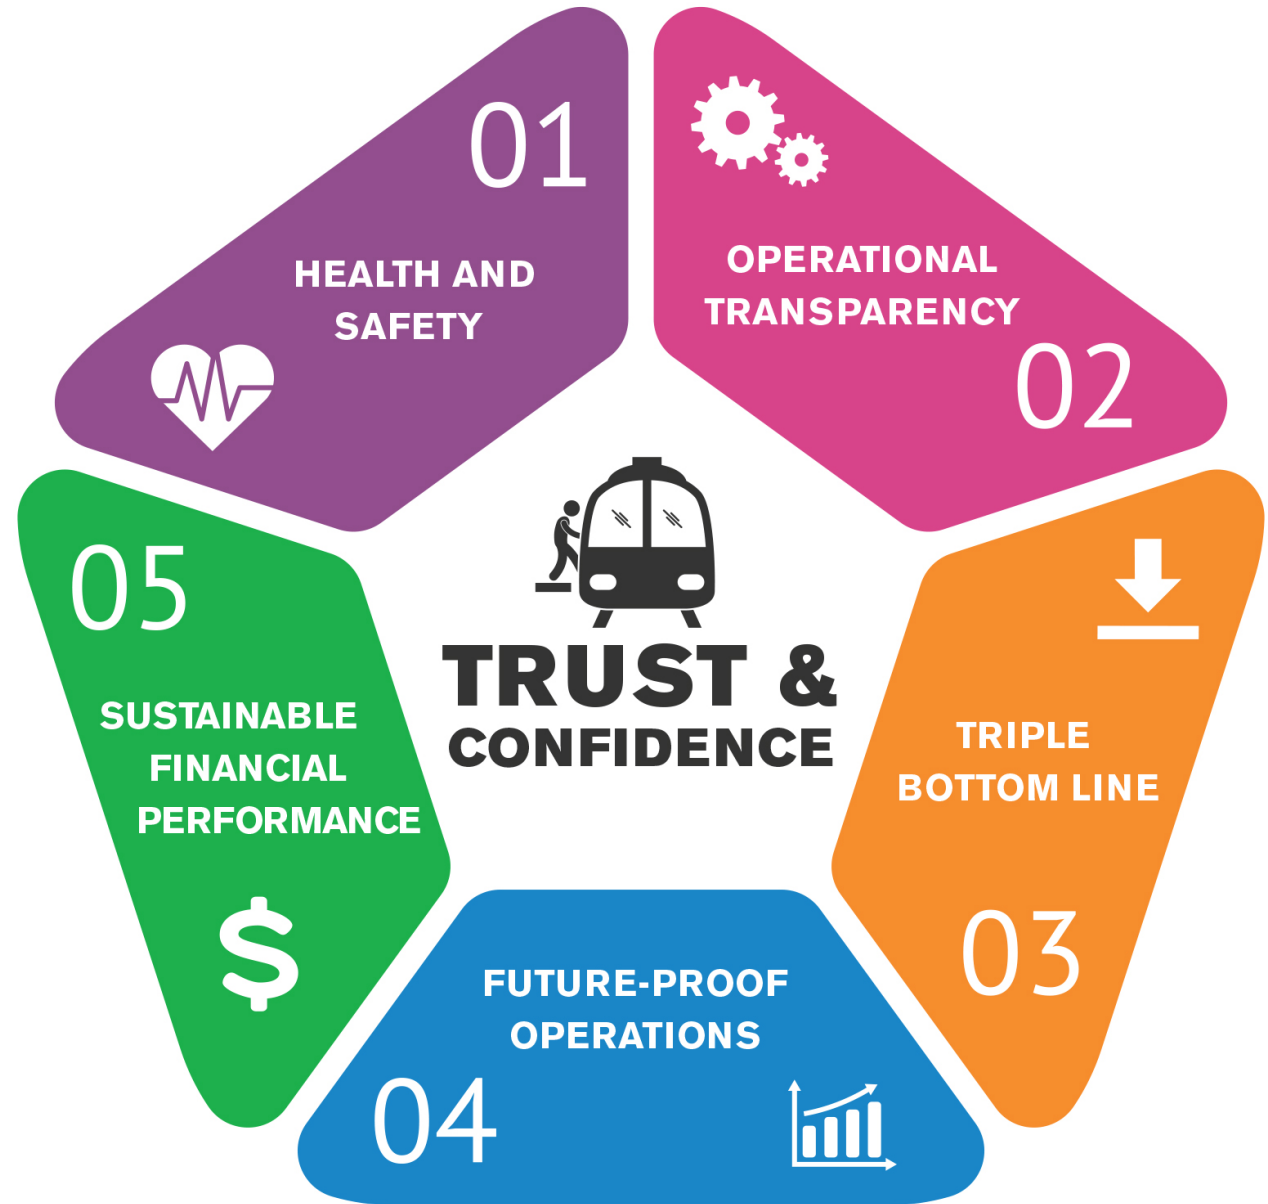 01
HEALTH AND
SAFETY
OPERATIONAL
TRANSPARENCY
02
TRIPLE
BOTTOM LINE
03
FUTURE-PROOF
OPERATIONS
04
05
SUSTAINABLE
FINANCIAL
PERFORMANCE
$
TRUST &
CONFIDENCE